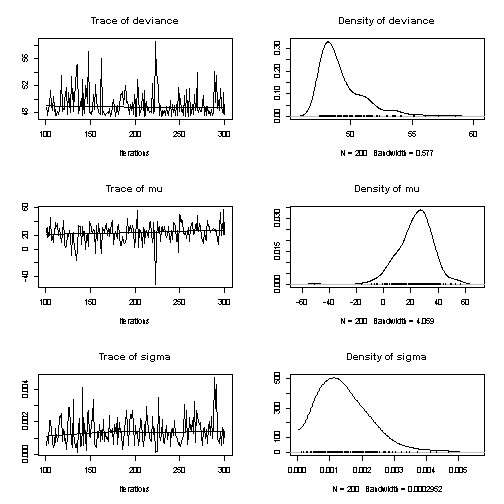 Trace of deviance
Density of deviance
48 52 56
100 150 200 250 300
Iterations
0.00 0.10 0.20 0.30
50 55 60
N = 200 Bandwidth = 0.577
Trace of mu
Density of mu
-40 0 20 60
100 150 200 250 300
Iterations
0.000 0.015 0.030
-60 -40 -20 0 20 40 60
N = 200 Bandwidth = 4.059
Trace of sigma
Density of sigma
0.000 0.002 0.004
100 150 200 250 300
Iterations
0 100 300 500
0.000 0.001 0.002 0.003 0.004 0.005
N = 200 Bandwidth = 0.0002952